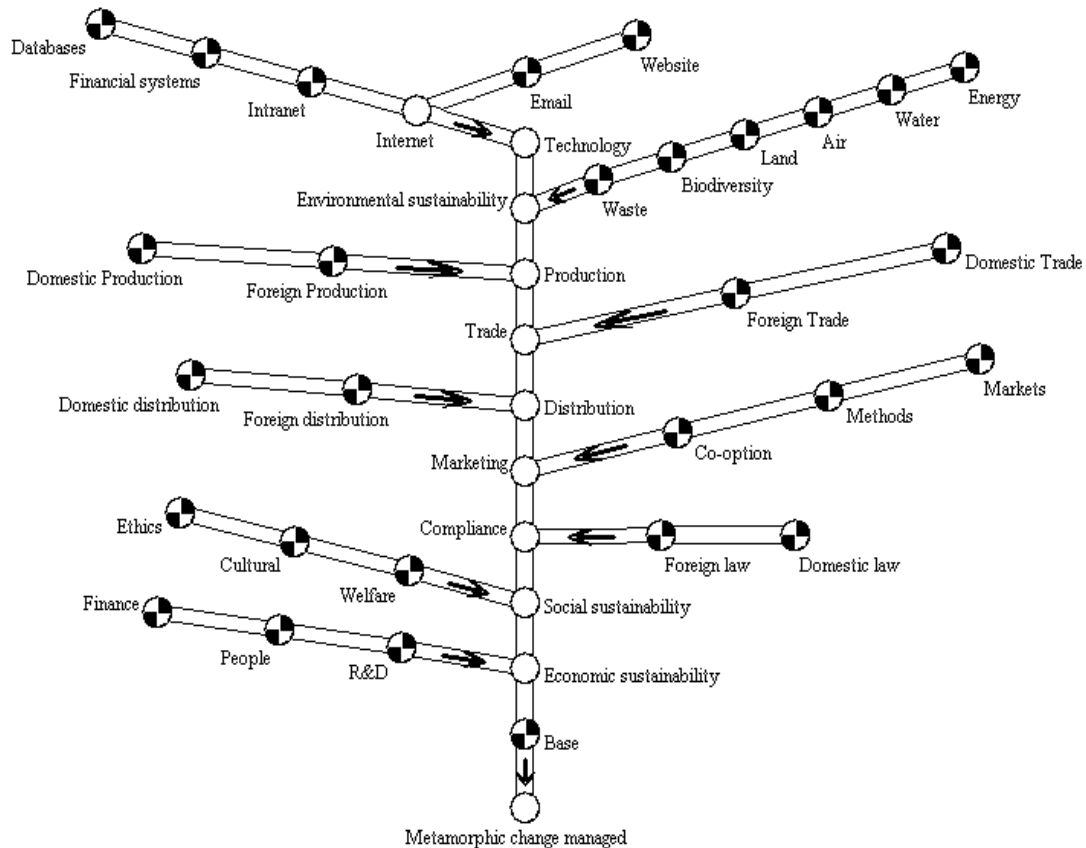 Databases
Website
Financial systems
Email
Energy
Intranet
Water
Internet
Air
Technology
Land
Biodiversity
Environmental sustainability
Waste
Domestic Production
Foreign Production
Production
Domestic Trade
Foreign Trade
Trade
Markets
Domestic distribution
Foreign distribution
Distribution
Methods
Co-option
Marketing
Ethics
Compliance
Cultural
Foreign law
Domestic law
Welfare
Finance
Social sustainability
People
R&D
Economic sustainability
Base
Metamorphic change managed